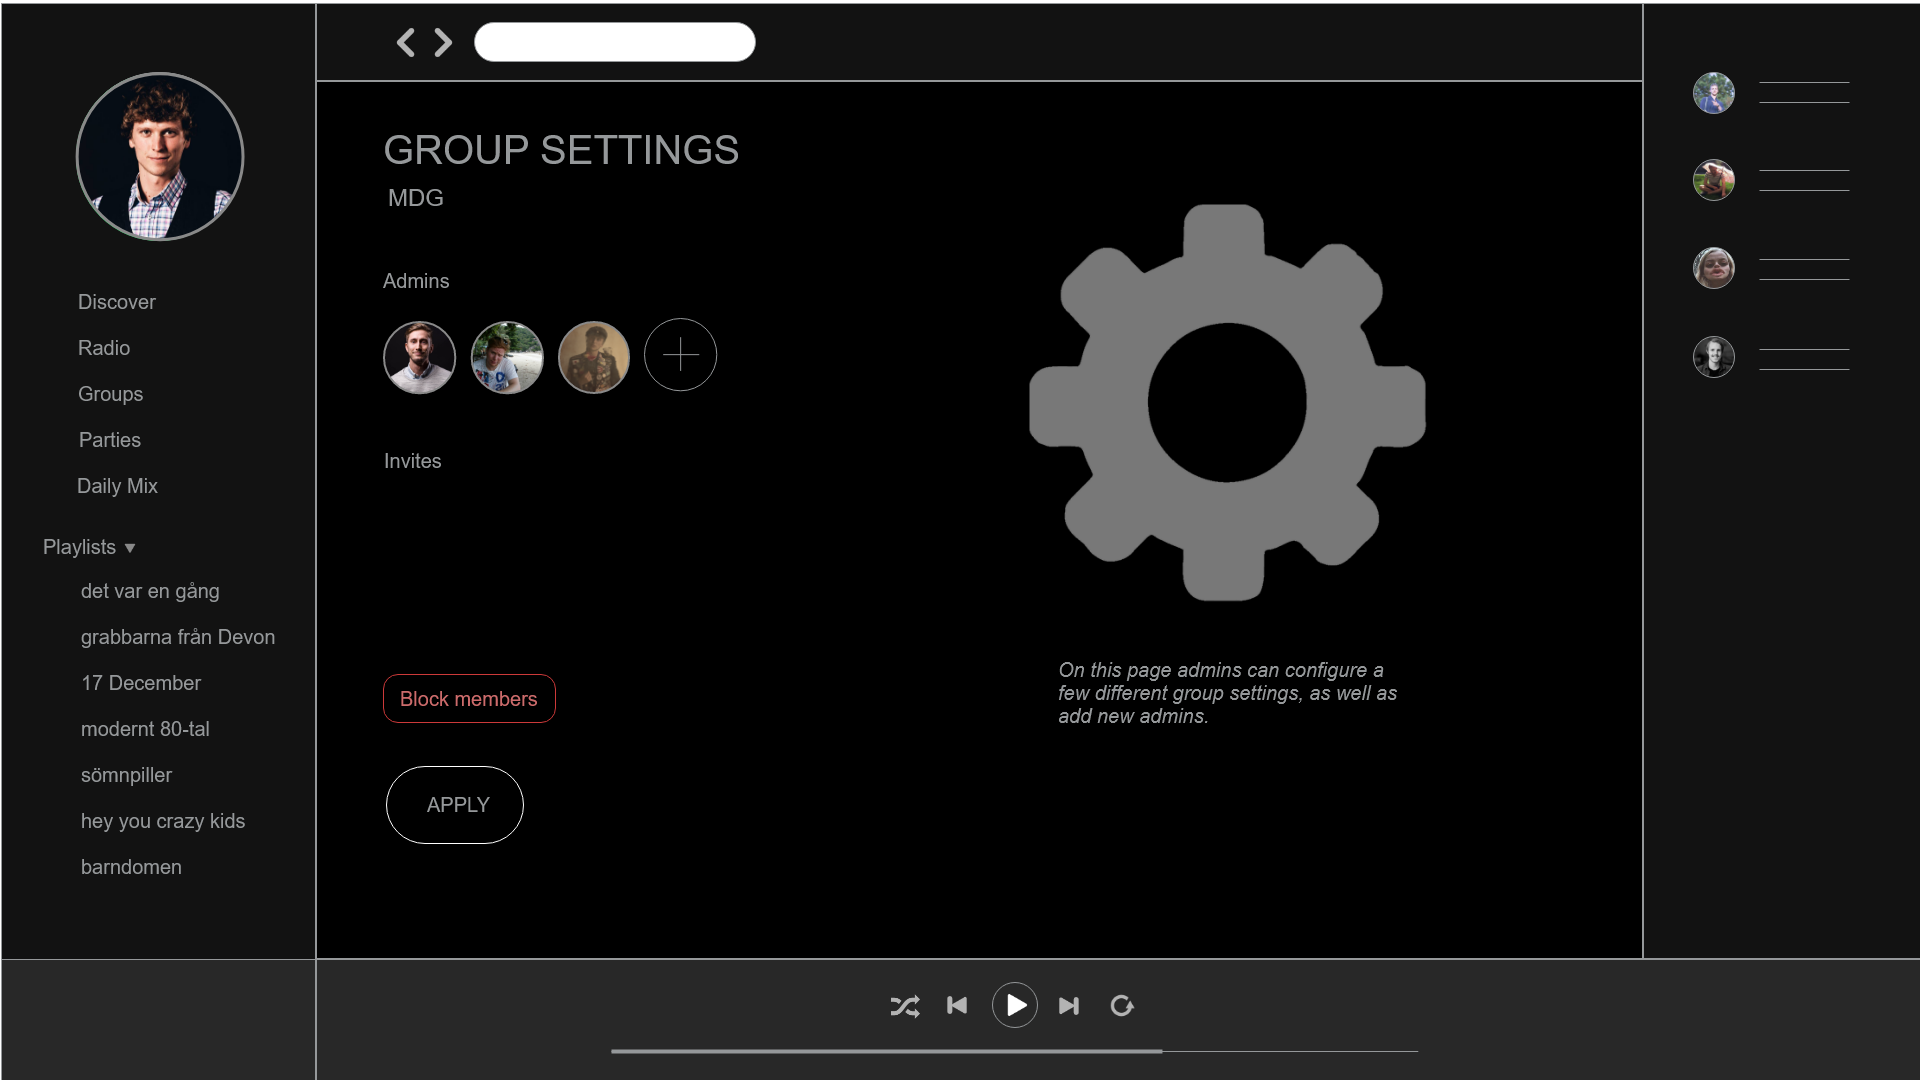 Discover
Radio
Groups
Parties
Daily Mix
Playlists ▼
det var en gång
grabbarna från Devon
17 December
modernt 80-tal
sömnpiller
hey you crazy kids
barndomen
GROUP SETTINGS
MDG
Admins
Invites
Block members
APPLY
On this page admins can configure a
few different group settings, as well as
add new admins.